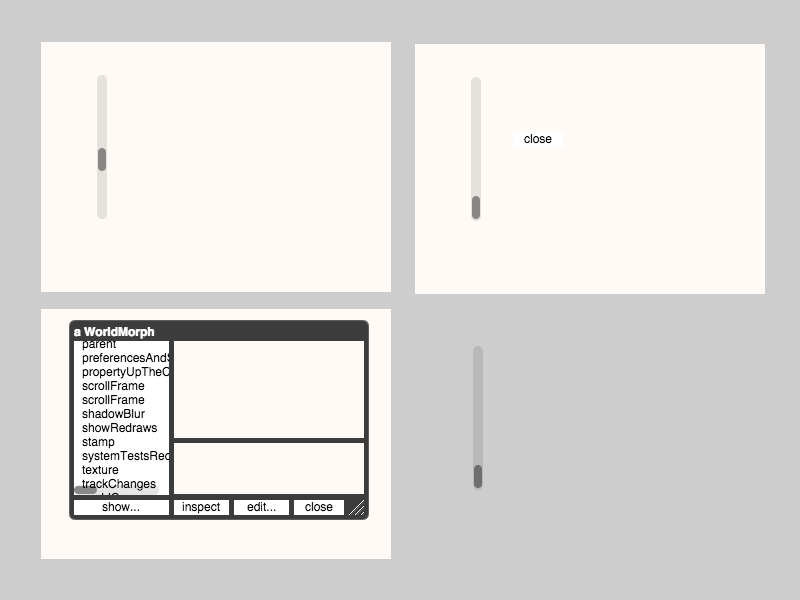 close
a WorldMorph
parent
preferencesAndS
propertyUpTheC
scrollFrame
scrollFrame
shadowBlur
showRedraws
stamp
systemTestsRec
texture
trackChanges
show...
inspect
edit...
close